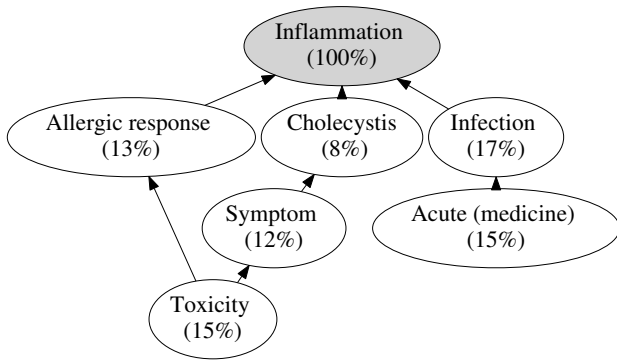 Inflammation
(100%)
Allergic response
(13%)
Cholecystis
(8%)
Infection
(17%)
Symptom
(12%)
Acute (medicine)
(15%)
Toxicity
(15%)